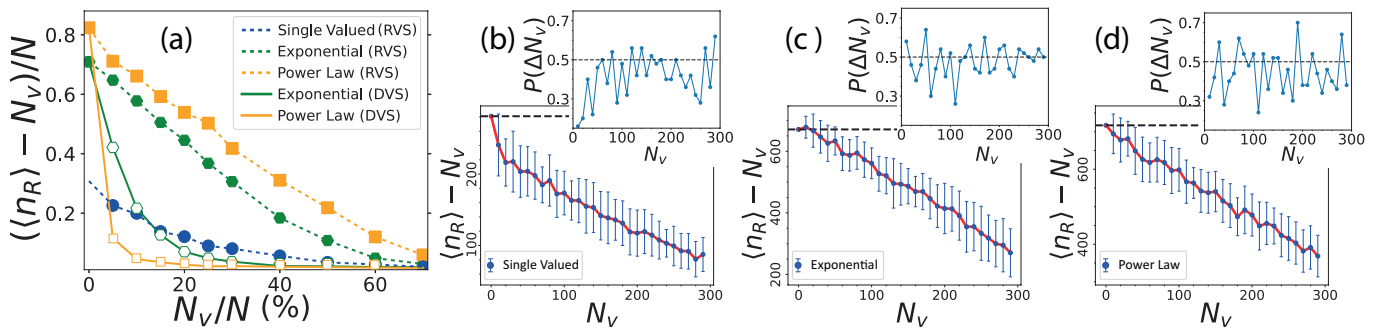 (a)
Single Valued (RVS)
Exponential (RVS)
Power Law (RVS)
Exponential (DVS)
Power Law (DVS)
(⟨n_R⟩ − N_v)/N
0.8
0.6
0.4
0.2
0 20 40 60
N_v/N (%)
(b)
P(ΔN_v)
0.7
0.5
0.3
0 100 200 300
N_v
⟨n_R⟩ − N_v
200
100
Single Valued
0 100 200 300
N_v
(c)
P(ΔN_v)
0.7
0.5
0.3
0 100 200 300
N_v
⟨n_R⟩ − N_v
600
400
200
Exponential
0 100 200 300
N_v
(d)
P(ΔN_v)
0.7
0.5
0.3
0 100 200 300
N_v
⟨n_R⟩ − N_v
600
400
Power Law
0 100 200 300
N_v